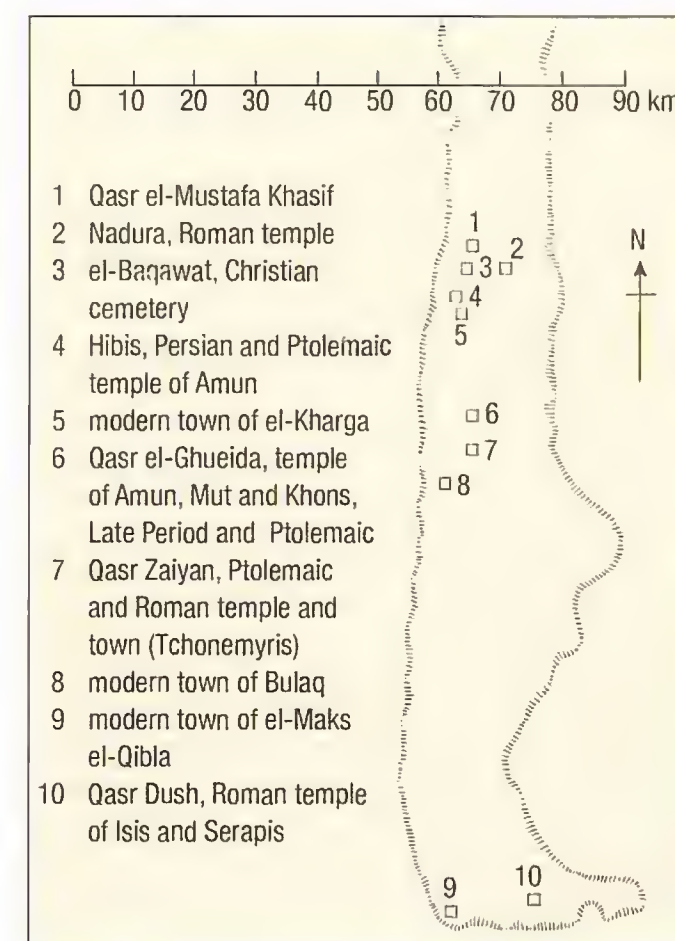 0 10 20 30 40 50 60 70 80 90 km
1 Qasr el-Mustafa Khasif
2 Nadura, Roman temple
3 el-Baqawat, Christian
cemetery
4 Hibis, Persian and Ptolemaic
temple of Amun
5 modern town of el-Kharga
6 Qasr el-Ghueida, temple
of Amun, Mut and Khons,
Late Period and Ptolemaic
7 Qasr Zaiyan, Ptolemaic
and Roman temple and
town (Tchonemyris)
8 modern town of Bulaq
9 modern town of el-Maks
el-Qibla
10 Qasr Dush, Roman temple
of Isis and Serapis
1
2
3
4
5
6
7
8
9
10
N